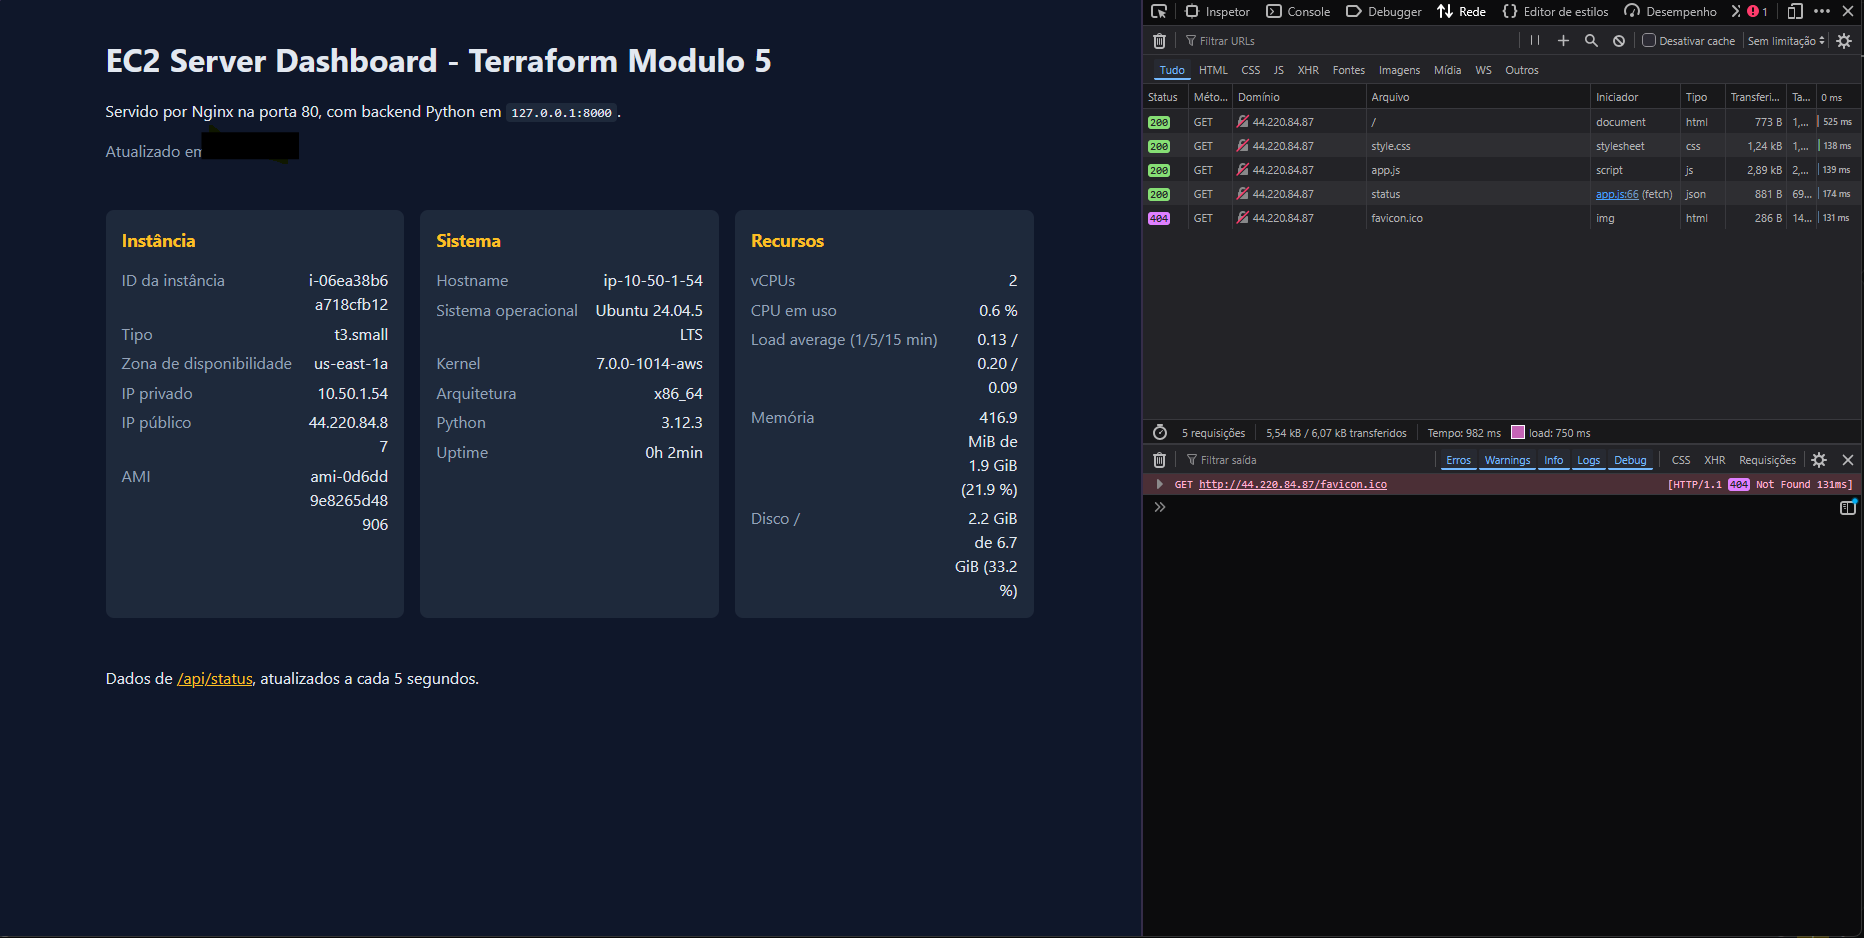 EC2 Server Dashboard - Terraform Modulo 5
Servido por Nginx na porta 80, com backend Python em 127.0.0.1:8000.
Atualizado em
Instância
ID da instância i-06ea38b6
a718cfb12
Tipo t3.small
Zona de disponibilidade us-east-1a
IP privado 10.50.1.54
IP público 44.220.84.8
7
AMI ami-0d6dd
9e8265d48
906
Sistema
Hostname ip-10-50-1-54
Sistema operacional Ubuntu 24.04.5
LTS
Kernel 7.0.0-1014-aws
Arquitetura x86_64
Python 3.12.3
Uptime 0h 2min
Recursos
vCPUs 2
CPU em uso 0.6 %
Load average (1/5/15 min) 0.13 /
0.20 /
0.09
Memória 416.9
MiB de
1.9 GiB
(21.9 %)
Disco / 2.2 GiB
de 6.7
GiB (33.2
%)
Dados de /api/status, atualizados a cada 5 segundos.
Inspetor Console Debugger Rede Editor de estilos Desempenho 1
Filtrar URLs Desativar cache Sem limitação
Tudo HTML CSS JS XHR Fontes Imagens Mídia WS Outros
Status Méto... Domínio Arquivo Iniciador Tipo Transferi... Ta... 0 ms
200 GET 44.220.84.87 / document html 773 B 1,... 525 ms
200 GET 44.220.84.87 style.css stylesheet css 1,24 kB 1,... 138 ms
200 GET 44.220.84.87 app.js script js 2,89 kB 2,... 139 ms
200 GET 44.220.84.87 status app.js:66 (fetch) json 881 B 69... 174 ms
404 GET 44.220.84.87 favicon.ico img html 286 B 14... 131 ms
5 requisições 5,54 kB / 6,07 kB transferidos Tempo: 982 ms load: 750 ms
Filtrar saída Erros Warnings Info Logs Debug CSS XHR Requisições
GET http://44.220.84.87/favicon.ico [HTTP/1.1 404 Not Found 131ms]